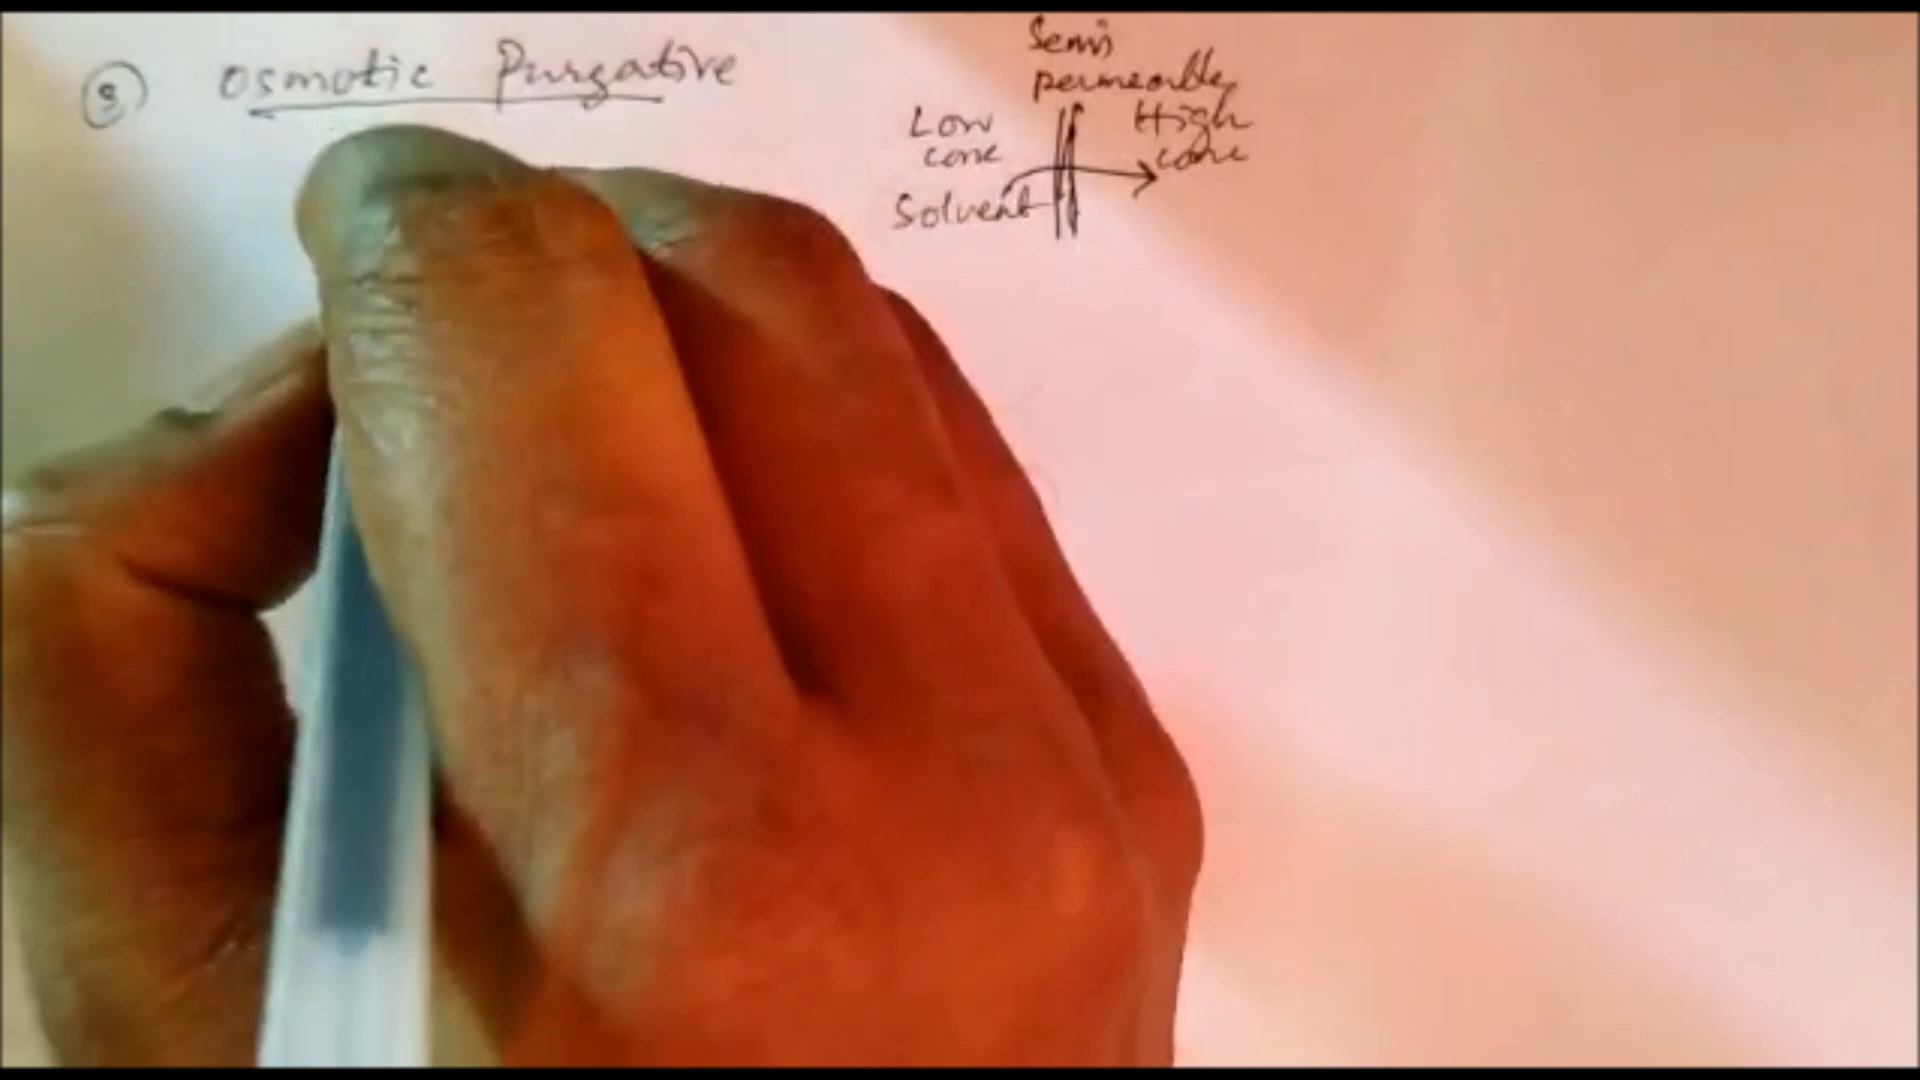 3 Osmotic Purgative
Semi
permeable
Low
conc
High
conc
Solvent